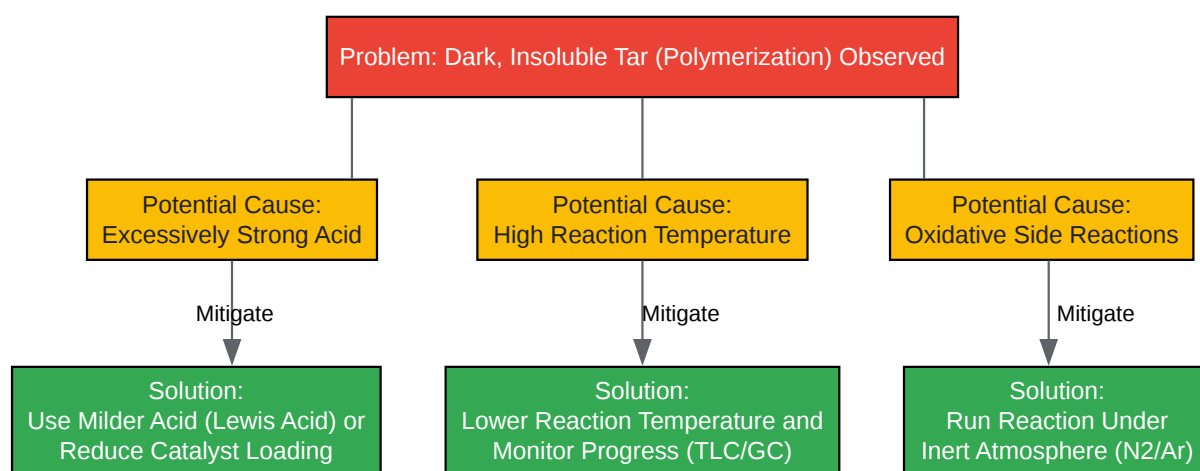 Problem: Dark, Insoluble Tar (Polymerization) Observed
Potential Cause:
Excessively Strong Acid
Potential Cause:
High Reaction Temperature
Potential Cause:
Oxidative Side Reactions
Mitigate
Mitigate
Mitigate
Solution:
Use Milder Acid (Lewis Acid) or
Reduce Catalyst Loading
Solution:
Lower Reaction Temperature and
Monitor Progress (TLC/GC)
Solution:
Run Reaction Under
Inert Atmosphere (N2/Ar)